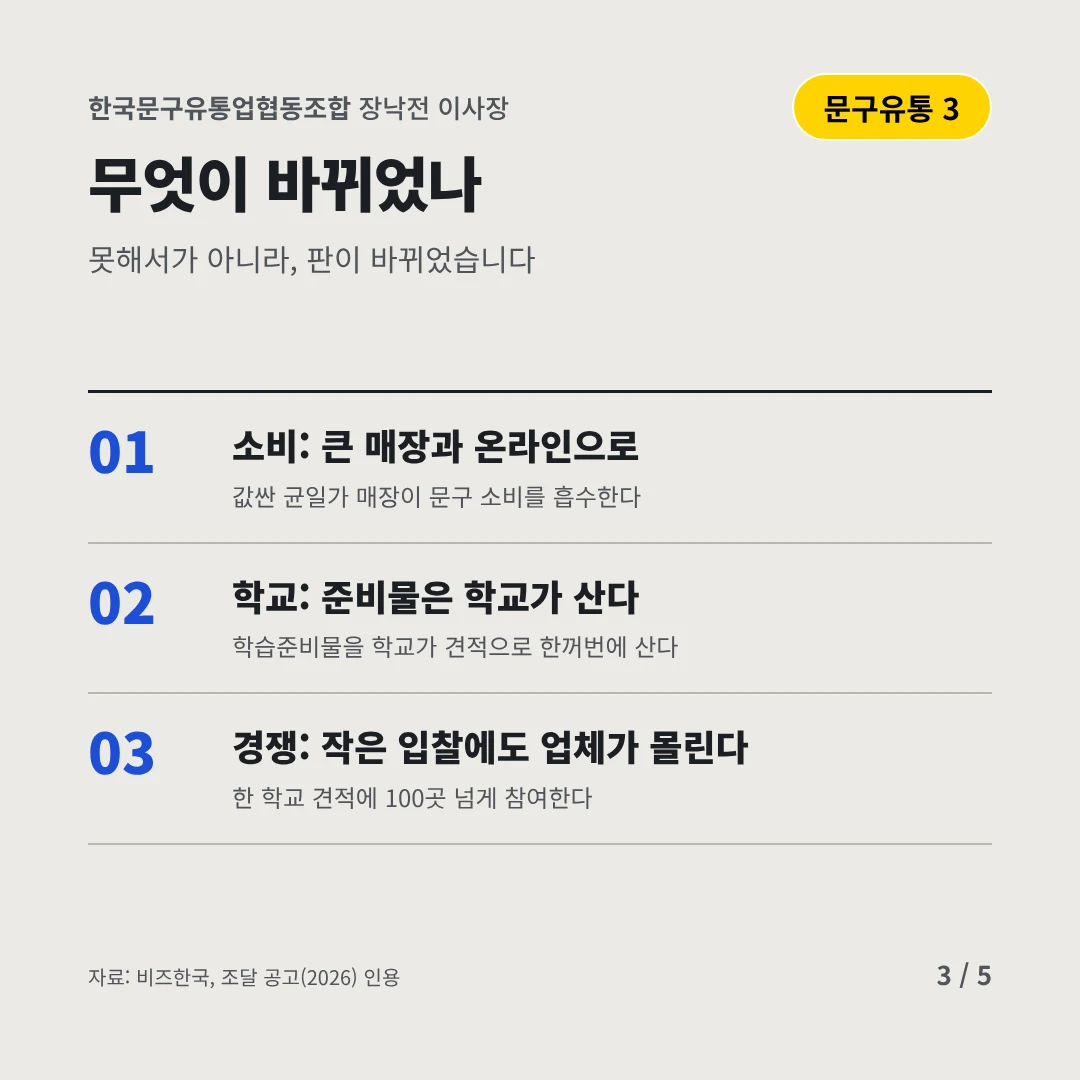 한국문구유통업협동조합 장낙전 이사장
문구유통 3
무엇이 바뀌었나
못해서가 아니라, 판이 바뀌었습니다
01
소비: 큰 매장과 온라인으로
값싼 균일가 매장이 문구 소비를 흡수한다
02
학교: 준비물은 학교가 산다
학습준비물을 학교가 견적으로 한꺼번에 산다
03
경쟁: 작은 입찰에도 업체가 몰린다
한 학교 견적에 100곳 넘게 참여한다
자료: 비즈한국, 조달 공고(2026) 인용
3 / 5